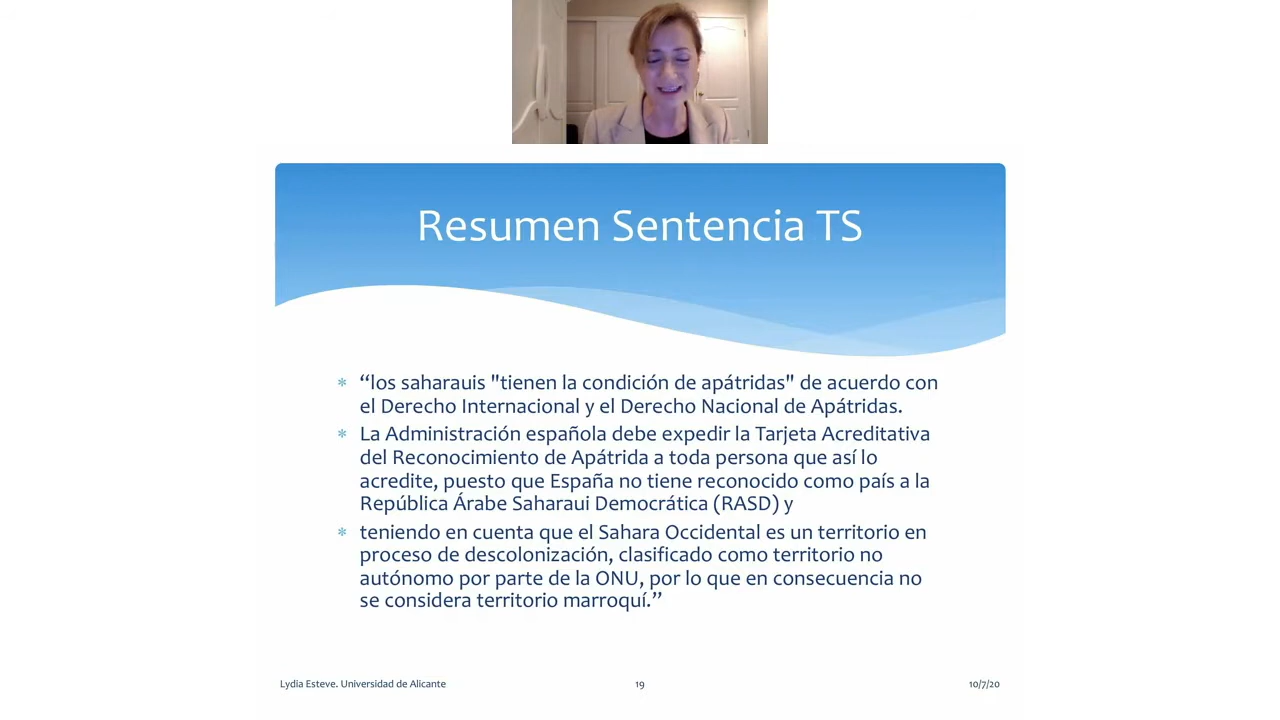 Resumen Sentencia TS
* “los saharauis "tienen la condición de apátridas" de acuerdo con
el Derecho Internacional y el Derecho Nacional de Apátridas.
* La Administración española debe expedir la Tarjeta Acreditativa
del Reconocimiento de Apátrida a toda persona que así lo
acredite, puesto que España no tiene reconocido como país a la
República Árabe Saharaui Democrática (RASD) y
* teniendo en cuenta que el Sahara Occidental es un territorio en
proceso de descolonización, clasificado como territorio no
autónomo por parte de la ONU, por lo que en consecuencia no
se considera territorio marroquí.”
Lydia Esteve. Universidad de Alicante
19
10/7/20